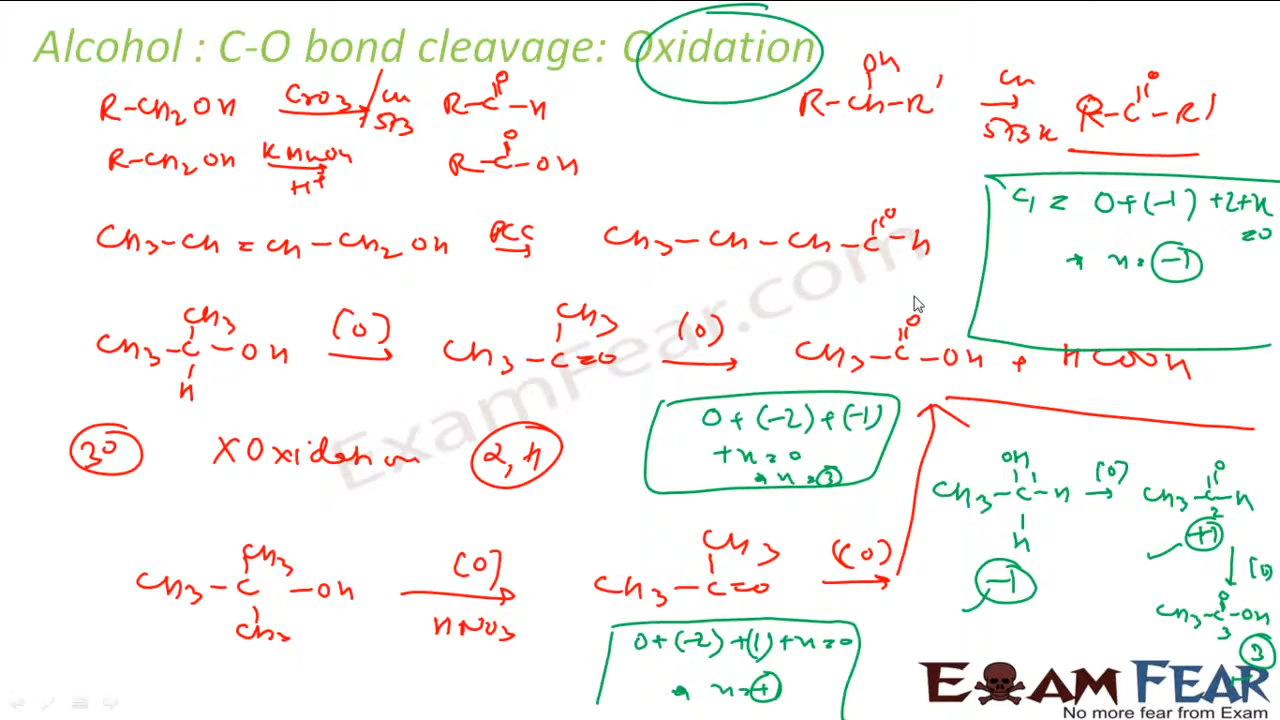 Alcohol : C-O bond cleavage: Oxidation
R-CH2OH CrO3/Cu 573 R-C-H O
OH R-CH-R' Cu 573K R-C-R' O
R-CH2OH KMnO4 H+ R-C-OH O
C1 = 0+(-1)+2+x =0
→ x = -1
CH3-CH=CH-CH2OH PCC CH3-CH-CH-C-H O
CH3 CH3-C-OH H [O] CH3 CH3-C=O (O) CH3-C-OH O + HCOOH
0+(-2)+(-1)
+x=0
→ x = 3
3° X Oxidation 2, H
OH CH3-C-H H [O] CH3-C-H O 2
-1 +1 [O]
CH3-C-OH O 3
3
CH3 CH3-C-OH CH3 [O] HNO3 CH3 CH3-C=O (O)
0+(-2)+(1)+x=0
→ x=+1
ExamFear.com
EXAM FEAR
No more fear from Exam